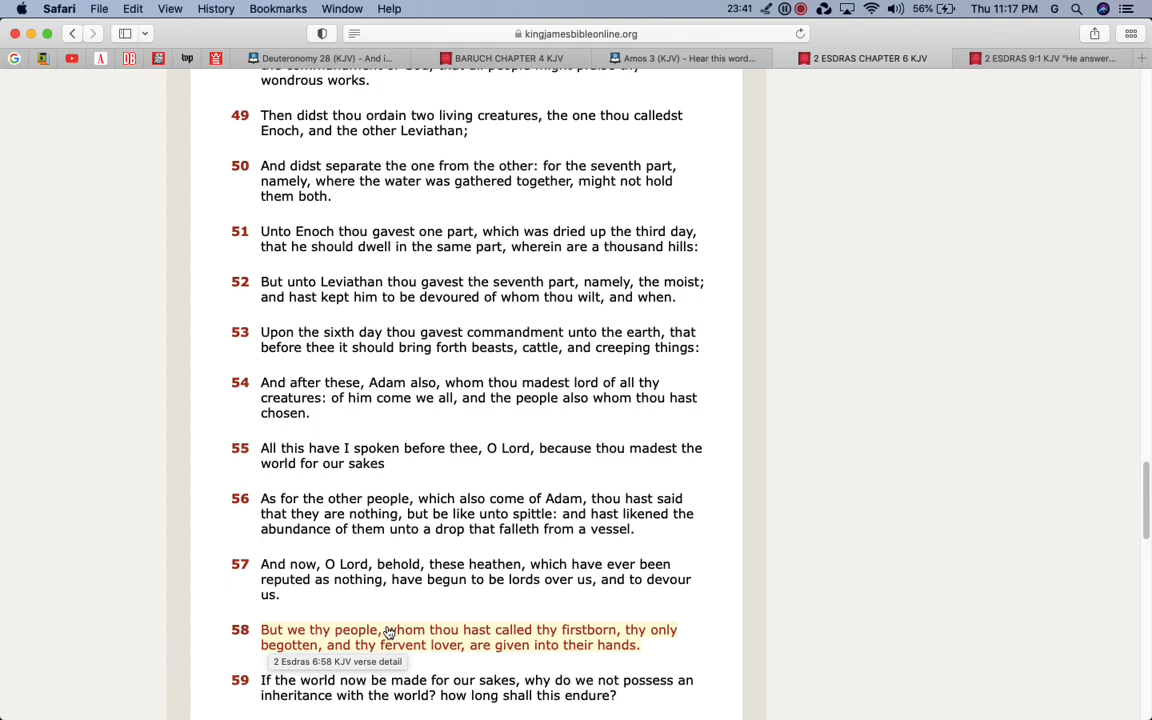 Safari File Edit View History Bookmarks Window Help 23:41 56% Thu 11:17 PM G
kingjamesbibleonline.org
Deuteronomy 28 (KJV) - And i... BARUCH CHAPTER 4 KJV Amos 3 (KJV) - Hear this word... 2 ESDRAS CHAPTER 6 KJV 2 ESDRAS 9:1 KJV "He answer...
wondrous works.
49 Then didst thou ordain two living creatures, the one thou calledst
Enoch, and the other Leviathan;
50 And didst separate the one from the other: for the seventh part,
namely, where the water was gathered together, might not hold
them both.
51 Unto Enoch thou gavest one part, which was dried up the third day,
that he should dwell in the same part, wherein are a thousand hills:
52 But unto Leviathan thou gavest the seventh part, namely, the moist;
and hast kept him to be devoured of whom thou wilt, and when.
53 Upon the sixth day thou gavest commandment unto the earth, that
before thee it should bring forth beasts, cattle, and creeping things:
54 And after these, Adam also, whom thou madest lord of all thy
creatures: of him come we all, and the people also whom thou hast
chosen.
55 All this have I spoken before thee, O Lord, because thou madest the
world for our sakes
56 As for the other people, which also come of Adam, thou hast said
that they are nothing, but be like unto spittle: and hast likened the
abundance of them unto a drop that falleth from a vessel.
57 And now, O Lord, behold, these heathen, which have ever been
reputed as nothing, have begun to be lords over us, and to devour
us.
58 But we thy people, whom thou hast called thy firstborn, thy only
begotten, and thy fervent lover, are given into their hands.
2 Esdras 6:58 KJV verse detail
59 If the world now be made for our sakes, why do we not possess an
inheritance with the world? how long shall this endure?